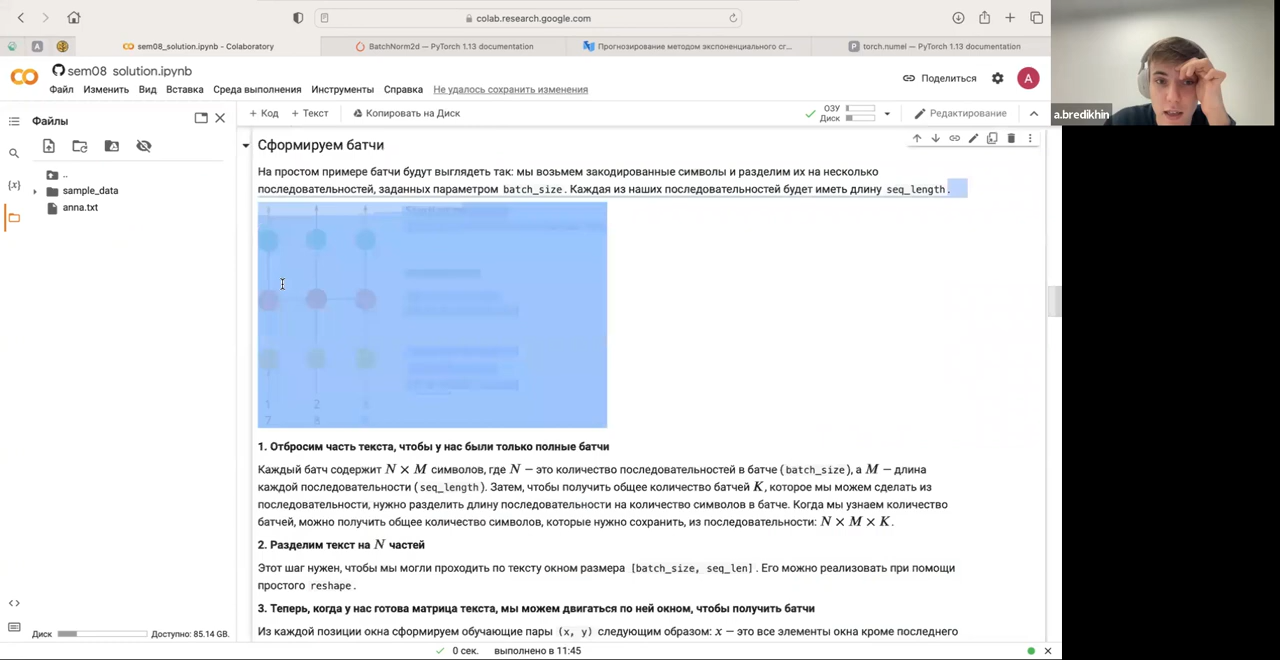 colab.research.google.com
sem08_solution.ipynb - Colaboratory
BatchNorm2d — PyTorch 1.13 documentation
Прогнозирование методом экспоненциального сг...
torch.numel — PyTorch 1.13 documentation
sem08 solution.ipynb
Поделиться
A
a.bredikhin
Файл Изменить Вид Вставка Среда выполнения Инструменты Справка Не удалось сохранить изменения
+ Код + Текст Копировать на Диск
ОЗУ
Диск
Редактирование
Файлы
..
sample_data
anna.txt
Сформируем батчи
На простом примере батчи будут выглядеть так: мы возьмем закодированные символы и разделим их на несколько
последовательностей, заданных параметром batch_size. Каждая из наших последовательностей будет иметь длину seq_length.
1 2
7
1. Отбросим часть текста, чтобы у нас были только полные батчи
Каждый батч содержит N × M символов, где N — это количество последовательностей в батче (batch_size), а M — длина
каждой последовательности (seq_length). Затем, чтобы получить общее количество батчей K, которое мы можем сделать из
последовательности, нужно разделить длину последовательности на количество символов в батче. Когда мы узнаем количество
батчей, можно получить общее количество символов, которые нужно сохранить, из последовательности: N × M × K.
2. Разделим текст на N частей
Этот шаг нужен, чтобы мы могли проходить по тексту окном размера [batch_size, seq_len]. Его можно реализовать при помощи
простого reshape.
3. Теперь, когда у нас готова матрица текста, мы можем двигаться по ней окном, чтобы получить батчи
Из каждой позиции окна сформируем обучающие пары (x, y) следующим образом: x — это все элементы окна кроме последнего
Диск Доступно: 85.14 GB.
0 сек. выполнено в 11:45